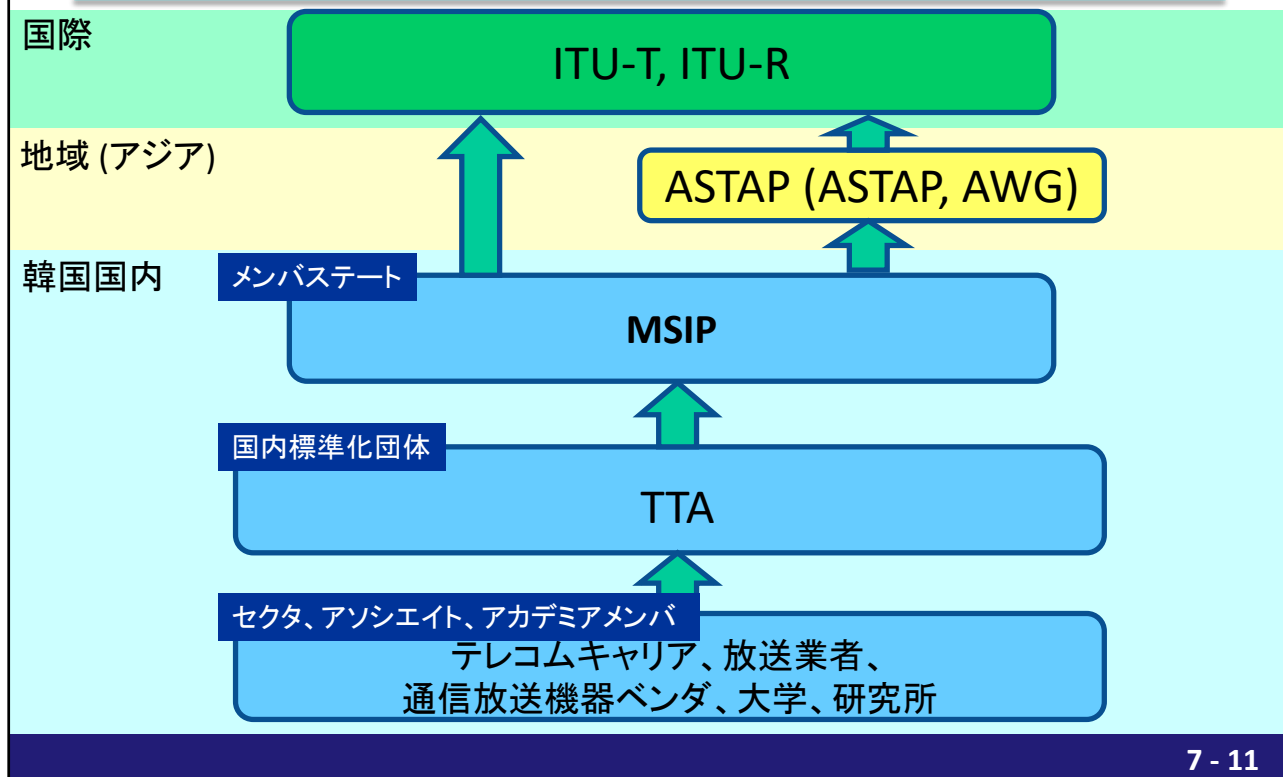 国際
ITU-T, ITU-R
地域 (アジア)
ASTAP (ASTAP, AWG)
韓国国内
メンバステート
MSIP
国内標準化団体
TTA
セクタ、アソシエイト、アカデミアメンバ
テレコムキャリア、放送業者、
通信放送機器ベンダ、大学、研究所
7 - 11